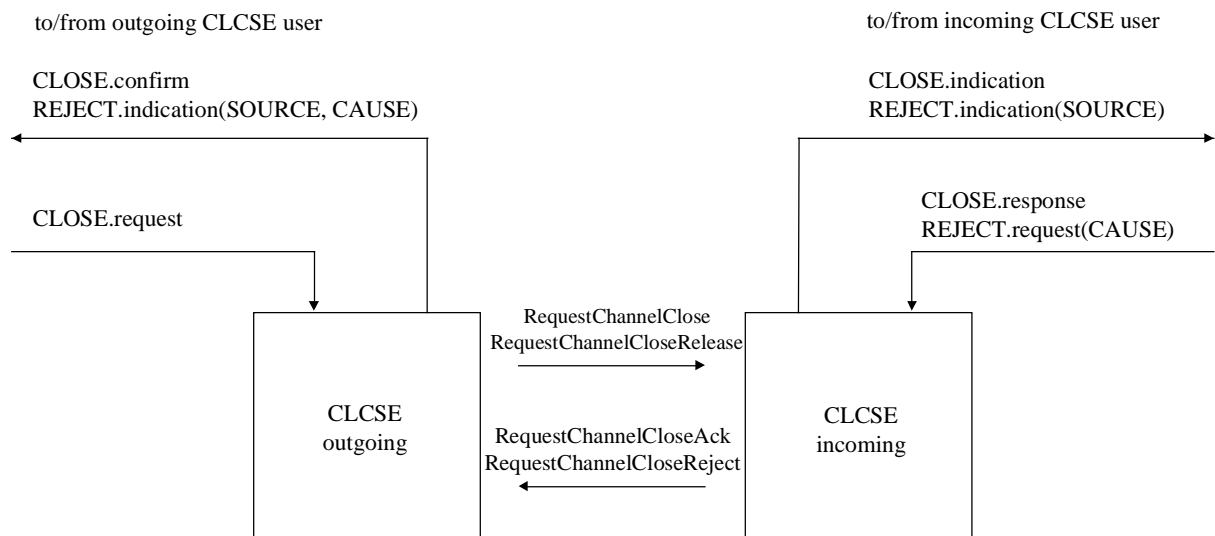 to/from outgoing CLCSE user
to/from incoming CLCSE user
CLOSE.confirm
REJECT.indication(SOURCE, CAUSE)
CLOSE.indication
REJECT.indication(SOURCE)
CLOSE.request
CLOSE.response
REJECT.request(CAUSE)
RequestChannelClose
RequestChannelCloseRelease
CLCSE
outgoing
RequestChannelCloseAck
RequestChannelCloseReject
CLCSE
incoming